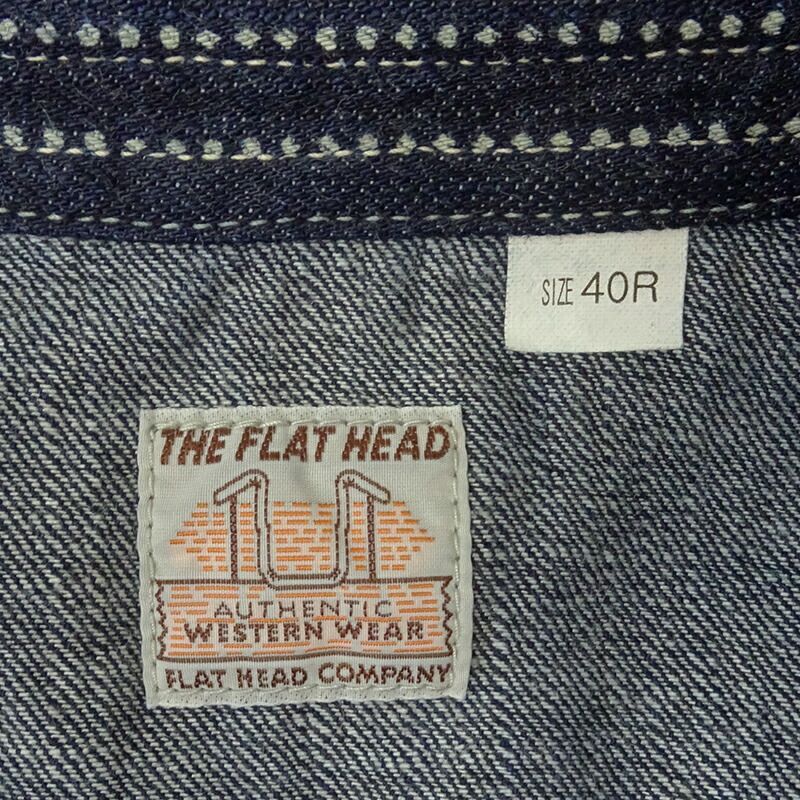 SIZE 40R
THE FLAT HEAD
AUTHENTIC
WESTERN WEAR
FLAT HEAD COMPANY